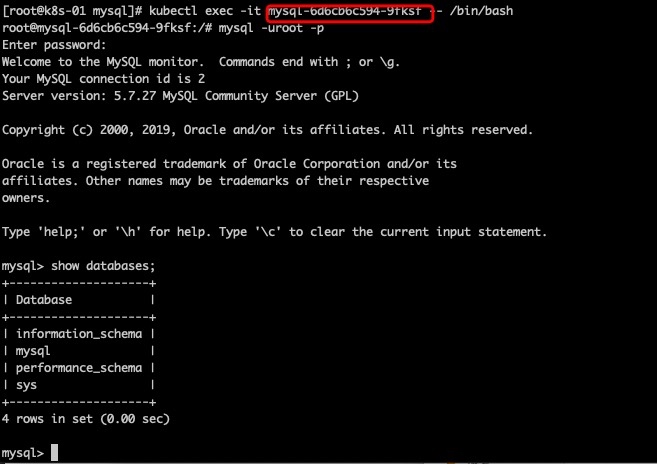 [root@k8s-01 mysql]# kubectl exec -it mysql-6d6cb6c594-9fksf -- /bin/bash
root@mysql-6d6cb6c594-9fksf:/# mysql -uroot -p
Enter password:
Welcome to the MySQL monitor.  Commands end with ; or \g.
Your MySQL connection id is 2
Server version: 5.7.27 MySQL Community Server (GPL)

Copyright (c) 2000, 2019, Oracle and/or its affiliates. All rights reserved.

Oracle is a registered trademark of Oracle Corporation and/or its
affiliates. Other names may be trademarks of their respective
owners.

Type 'help;' or '\h' for help. Type '\c' to clear the current input statement.

mysql> show databases;
+--------------------+
| Database           |
+--------------------+
| information_schema |
| mysql              |
| performance_schema |
| sys                |
+--------------------+
4 rows in set (0.00 sec)

mysql>